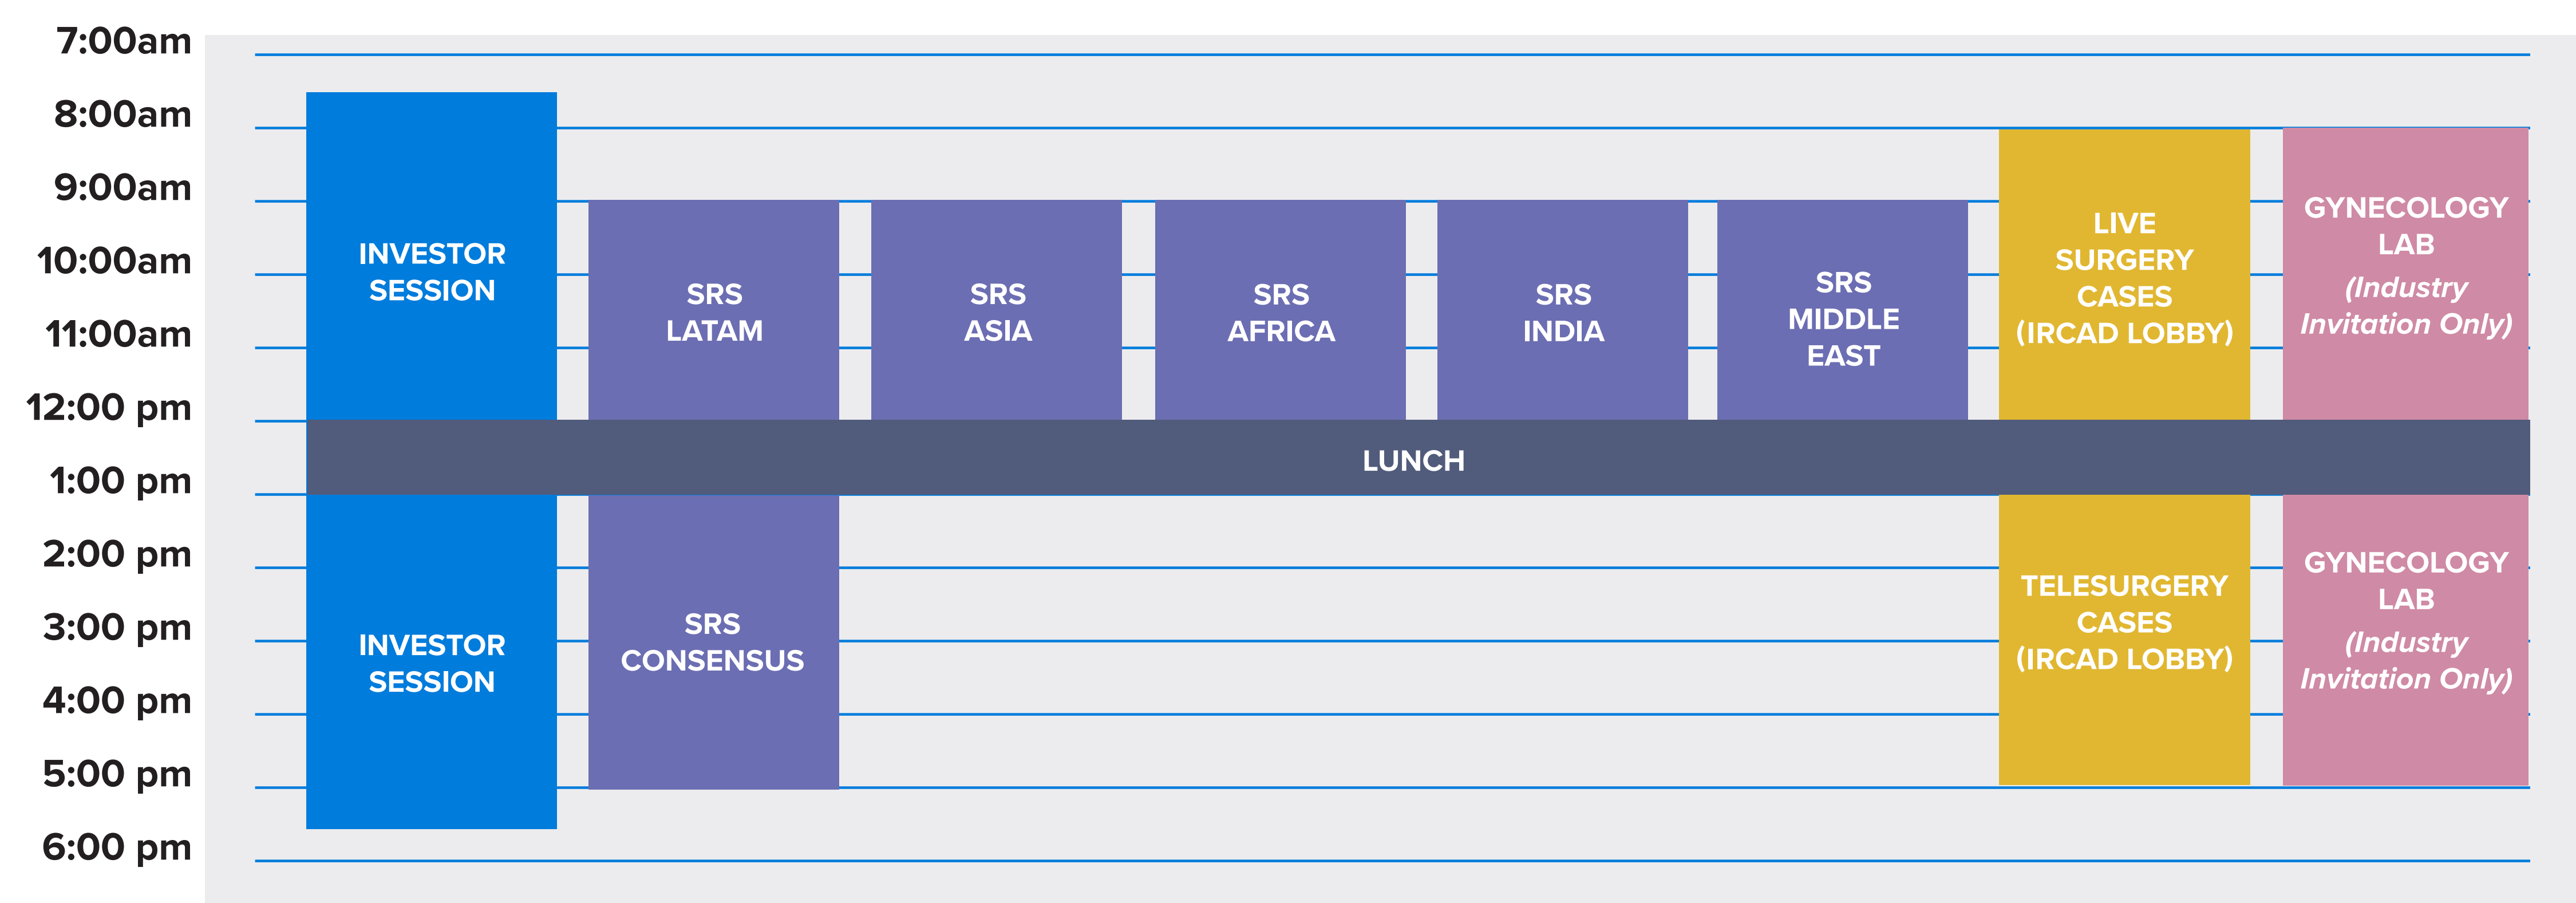 7:00am
8:00am
9:00am
10:00am
11:00am
12:00 pm
1:00 pm
2:00 pm
3:00 pm
4:00 pm
5:00 pm
6:00 pm
INVESTOR
SESSION
SRS
LATAM
SRS
ASIA
SRS
AFRICA
SRS
INDIA
SRS
MIDDLE
EAST
LIVE
SURGERY
CASES
(IRCAD LOBBY)
GYNECOLOGY
LAB
(Industry
Invitation Only)
LUNCH
INVESTOR
SESSION
SRS
CONSENSUS
TELESURGERY
CASES
(IRCAD LOBBY)
GYNECOLOGY
LAB
(Industry
Invitation Only)